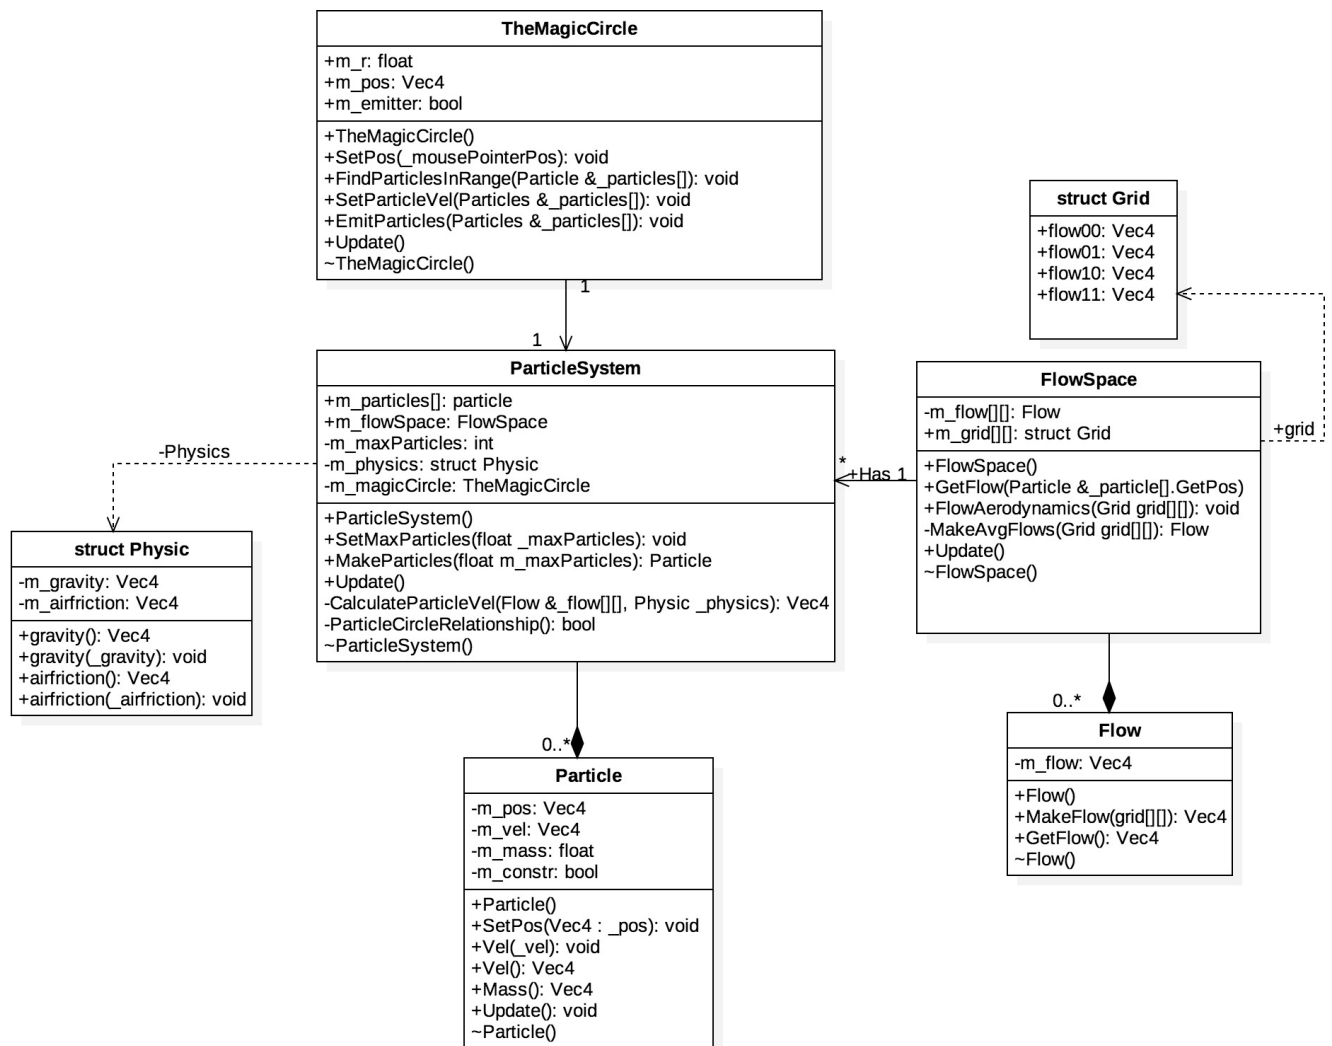 TheMagicCircle
+m_r: float
+m_pos: Vec4
+m_emitter: bool
+TheMagicCircle()
+SetPos(_mousePointerPos): void
+FindParticlesInRange(Particle &_particles[]): void
+SetParticleVel(Particles &_particles[]): void
+EmitParticles(Particles &_particles[]): void
+Update()
~TheMagicCircle()
1
1
struct Grid
+flow00: Vec4
+flow01: Vec4
+flow10: Vec4
+flow11: Vec4
ParticleSystem
+m_particles[]: particle
+m_flowSpace: FlowSpace
-m_maxParticles: int
-m_physics: struct Physic
-m_magicCircle: TheMagicCircle
+ParticleSystem()
+SetMaxParticles(float _maxParticles): void
+MakeParticles(float m_maxParticles): Particle
+Update()
-CalculateParticleVel(Flow &_flow[][], Physic _physics): Vec4
-ParticleCircleRelationship(): bool
~ParticleSystem()
*
+Has 1
FlowSpace
-m_flow[][]: Flow
+m_grid[][]: struct Grid
+FlowSpace()
+GetFlow(Particle &_particle[].GetPos)
+FlowAerodynamics(Grid grid[][]): void
-MakeAvgFlows(Grid grid[][]): Flow
+Update()
~FlowSpace()
+grid
-Physics
struct Physic
-m_gravity: Vec4
-m_airfriction: Vec4
+gravity(): Vec4
+gravity(_gravity): void
+airfriction(): Vec4
+airfriction(_airfriction): void
0..*
Particle
-m_pos: Vec4
-m_vel: Vec4
-m_mass: float
-m_constr: bool
+Particle()
+SetPos(Vec4 : _pos): void
+Vel(_vel): void
+Vel(): Vec4
+Mass(): Vec4
+Update(): void
~Particle()
0..*
Flow
-m_flow: Vec4
+Flow()
+MakeFlow(grid[][]): Vec4
+GetFlow(): Vec4
~Flow()